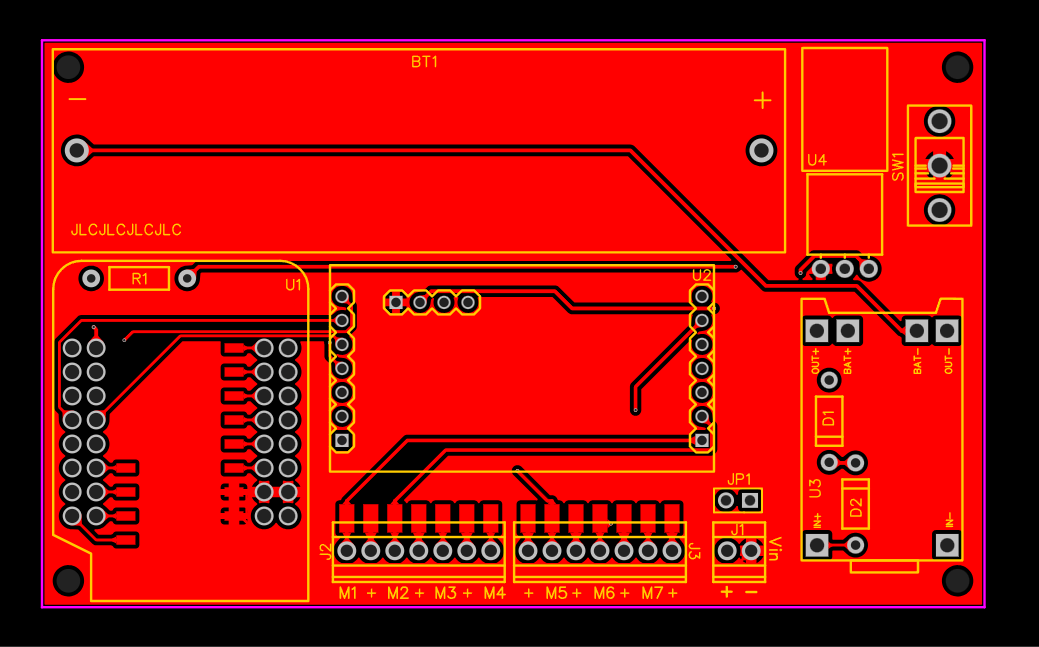 BT1
− +
U4
SW1
JLCJLCJLCJLC
R1
U1
U2
OUT+
BAT+
BAT−
OUT−
D1
U3
D2
JP1
IN+
IN−
J2
J3
J1
Vin
M1 + M2 + M3 + M4
+ M5 + M6 + M7 +
+ −